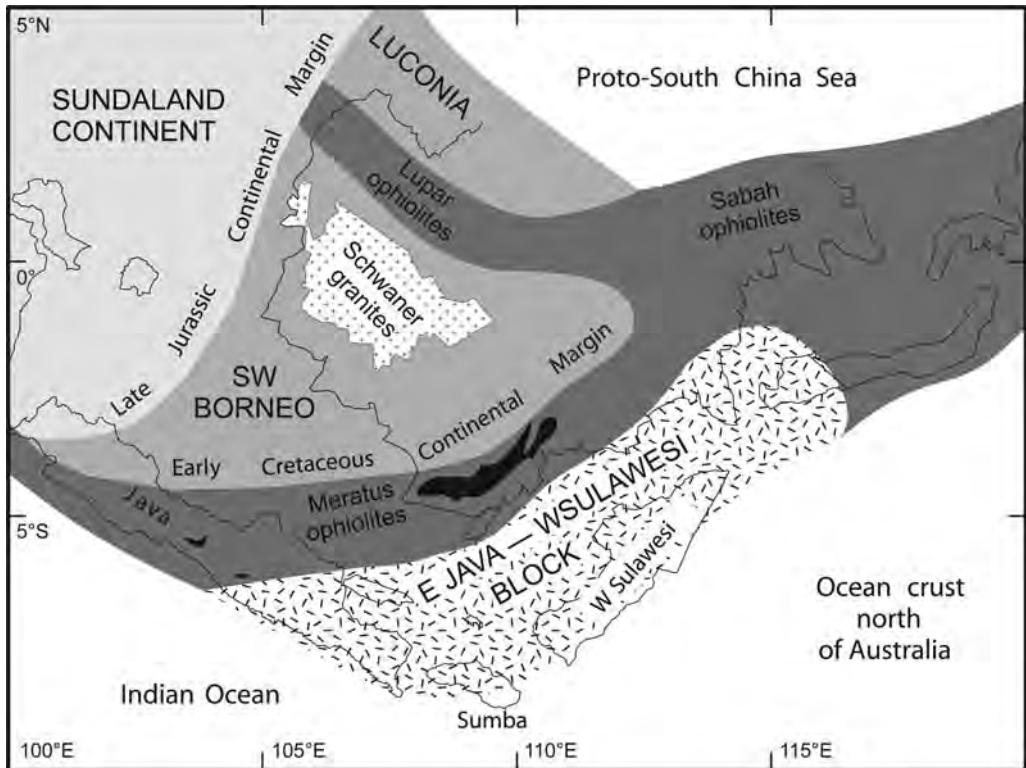 5°N
SUNDALAND
CONTINENT
Margin
LUCONIA
Proto-South China Sea
Continental
Lupar
ophiolites
Sabah
ophiolites
0°
Schwaner
granites
Jurassic
Late
SW
BORNEO
Margin
Continental
Early Cretaceous
Java
Meratus
ophiolites
5°S
E JAVA — WSULAWESI
BLOCK
W Sulawesi
Ocean crust
north
of Australia
Indian Ocean
Sumba
100°E 105°E 110°E 115°E